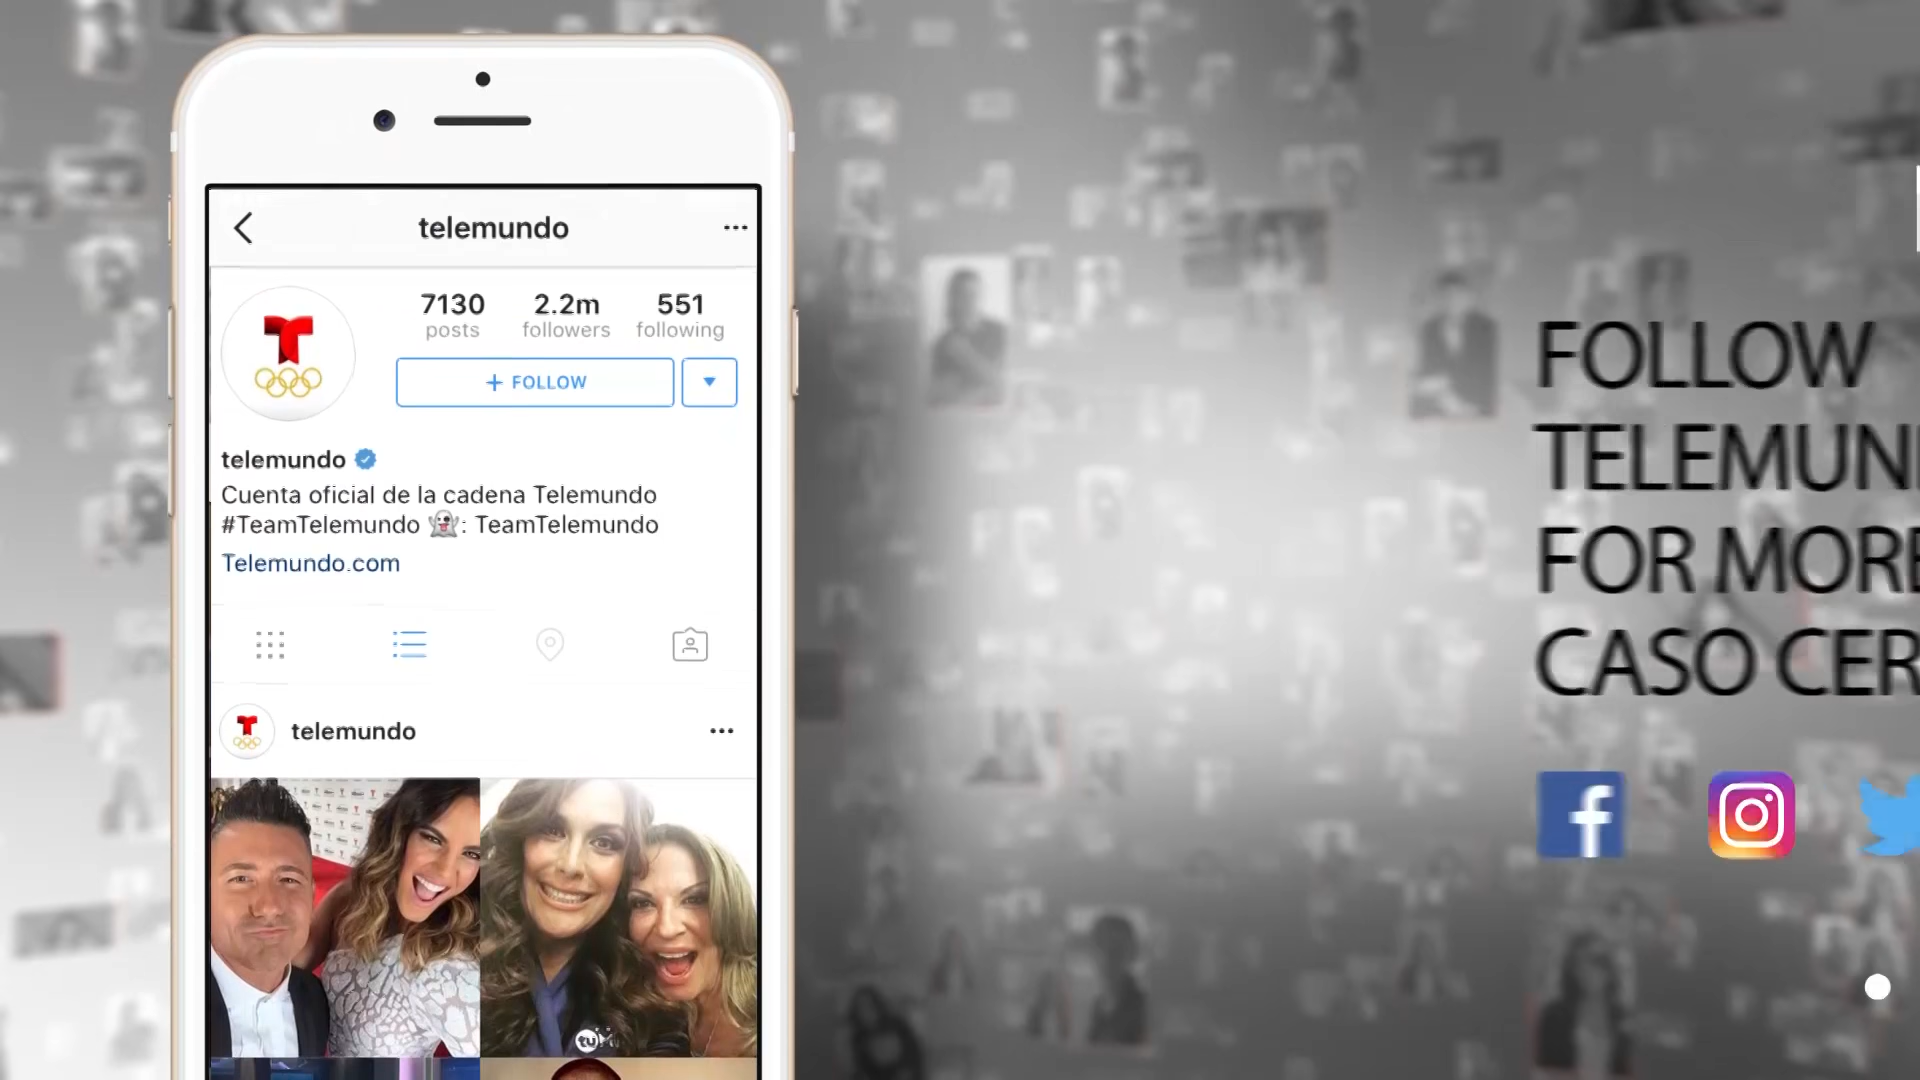 telemundo
7130 2.2m 551
posts followers following
+ FOLLOW
telemundo
Cuenta oficial de la cadena Telemundo
#TeamTelemundo 👻: TeamTelemundo
Telemundo.com
telemundo
FOLLOW
TELEMUN
FOR MORE
CASO CER